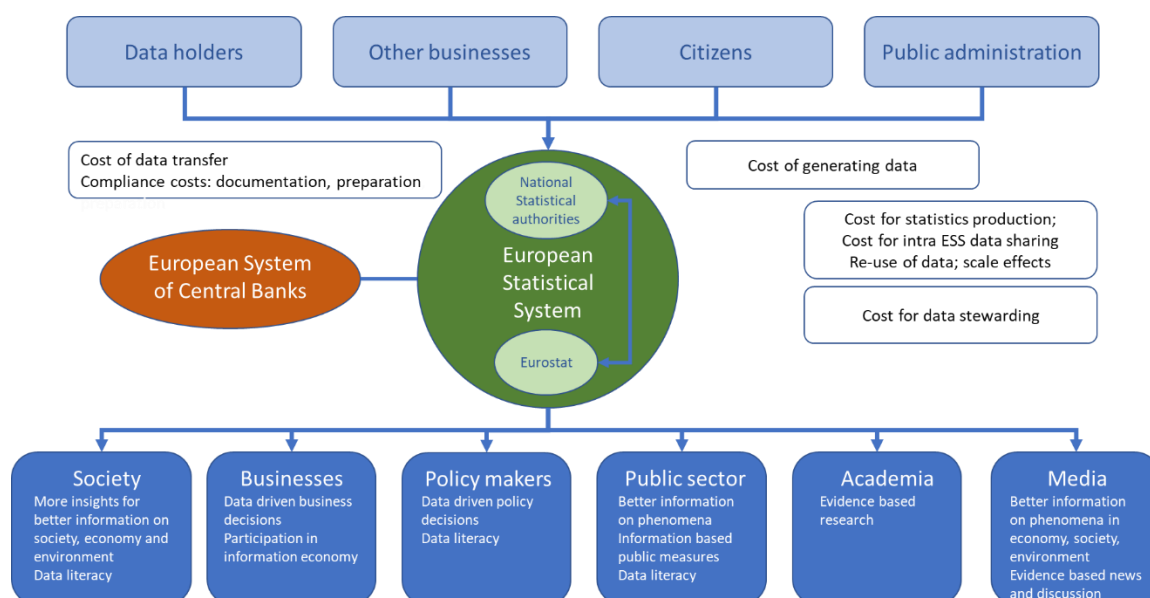 Data holders
Other businesses
Citizens
Public administration
Cost of data transfer
Compliance costs: documentation, preparation
Cost of generating data
National
Statistical
authorities
Cost for statistics production;
Cost for intra ESS data sharing
Re-use of data; scale effects
European System
of Central Banks
European
Statistical
System
Cost for data stewarding
Eurostat
Society
More insights for
better information on
society, economy and
environment
Data literacy
Businesses
Data driven business
decisions
Participation in
information economy
Policy makers
Data driven policy
decisions
Data literacy
Public sector
Better information
on phenomena
Information based
public measures
Data literacy
Academia
Evidence based
research
Media
Better information
on phenomena in
economy, society,
environment
Evidence based news
and discussion